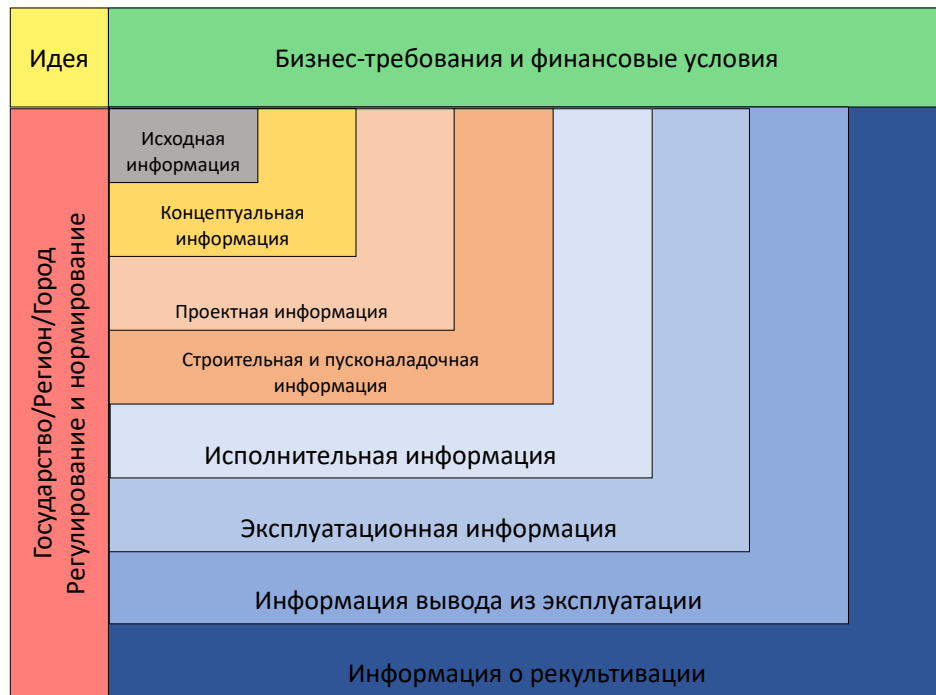 Идея
Бизнес-требования и финансовые условия
Государство/Регион/Город
Регулирование и нормирование
Исходная
информация
Концептуальная
информация
Проектная информация
Строительная и пусконаладочная
информация
Исполнительная информация
Эксплуатационная информация
Информация вывода из эксплуатации
Информация о рекультивации